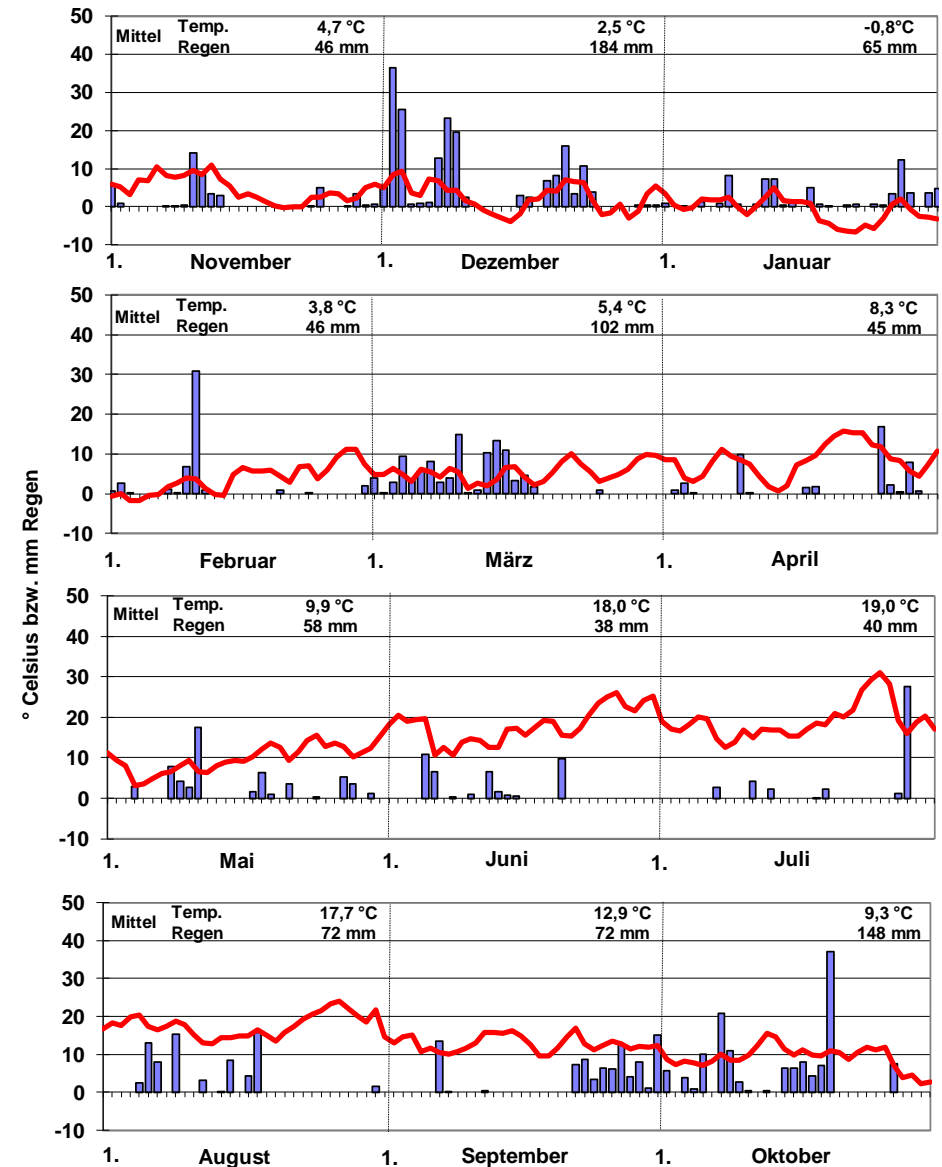 ° Celsius bzw. mm Regen
50
40
30
20
10
0
-10
Mittel Temp. 4,7 °C 2,5 °C -0,8°C
Regen 46 mm 184 mm 65 mm
1. November 1. Dezember 1. Januar
50
40
30
20
10
0
-10
Mittel Temp. 3,8 °C 5,4 °C 8,3 °C
Regen 46 mm 102 mm 45 mm
1. Februar 1. März 1. April
50
40
30
20
10
0
-10
Mittel Temp. 9,9 °C 18,0 °C 19,0 °C
Regen 58 mm 38 mm 40 mm
1. Mai 1. Juni 1. Juli
50
40
30
20
10
0
-10
Mittel Temp. 17,7 °C 12,9 °C 9,3 °C
Regen 72 mm 72 mm 148 mm
1. August 1. September 1. Oktober